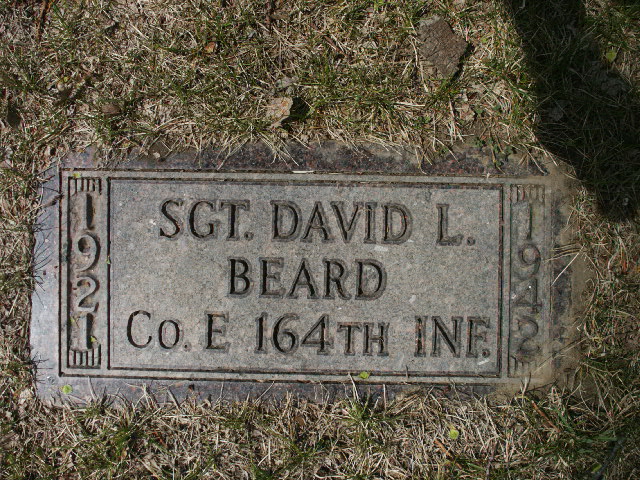 SGT. DAVID L.
BEARD
CO. E 164TH INF.
1921
1942